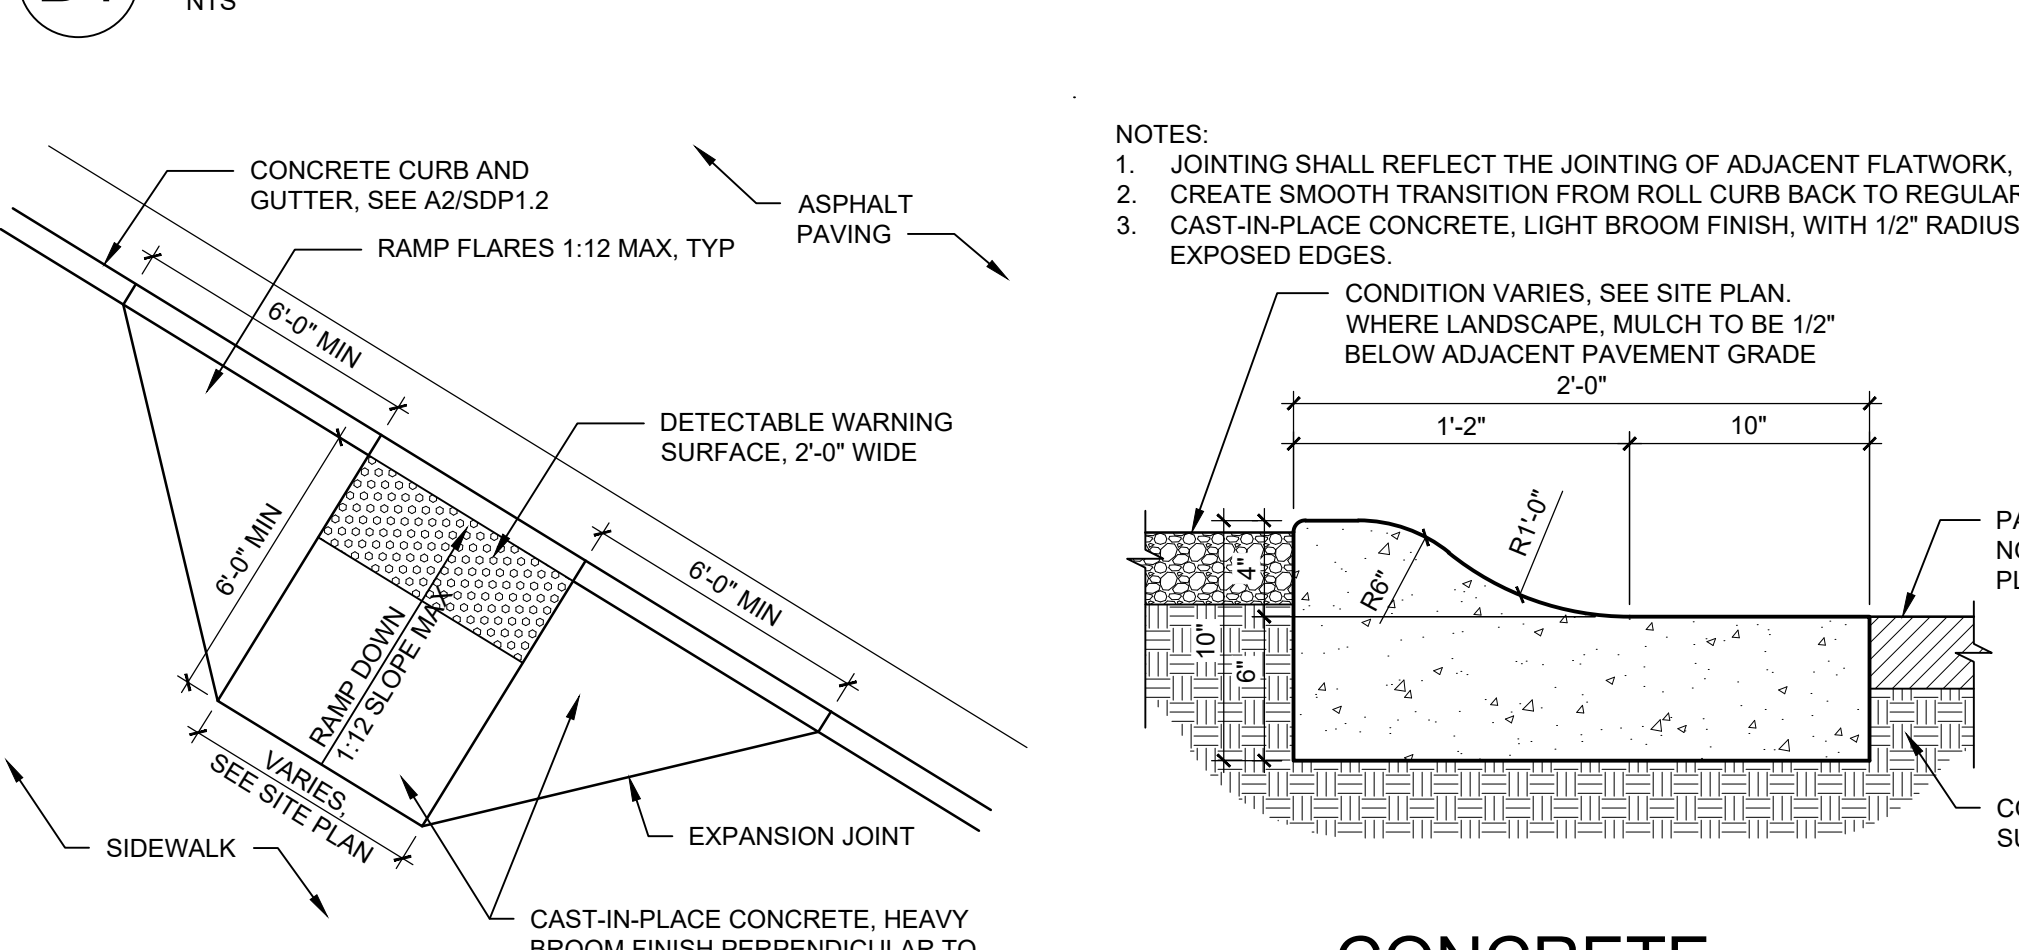 NTS
CONCRETE CURB AND
GUTTER, SEE A2/SDP1.2
RAMP FLARES 1:12 MAX, TYP
ASPHALT
PAVING
6'-0" MIN
DETECTABLE WARNING
SURFACE, 2'-0" WIDE
6'-0" MIN
6'-0" MIN
RAMP DOWN
1:12 SLOPE MAX
VARIES,
SEE SITE PLAN
SIDEWALK
EXPANSION JOINT
CAST-IN-PLACE CONCRETE, HEAVY
BROOM FINISH PERPENDICULAR TO
NOTES:
1. JOINTING SHALL REFLECT THE JOINTING OF ADJACENT FLATWORK,
2. CREATE SMOOTH TRANSITION FROM ROLL CURB BACK TO REGULAR
3. CAST-IN-PLACE CONCRETE, LIGHT BROOM FINISH, WITH 1/2" RADIUS
EXPOSED EDGES.
CONDITION VARIES, SEE SITE PLAN.
WHERE LANDSCAPE, MULCH TO BE 1/2"
BELOW ADJACENT PAVEMENT GRADE
2'-0"
1'-2"
10"
R1'-0"
R6"
4"
10"
6"
CONCRETE